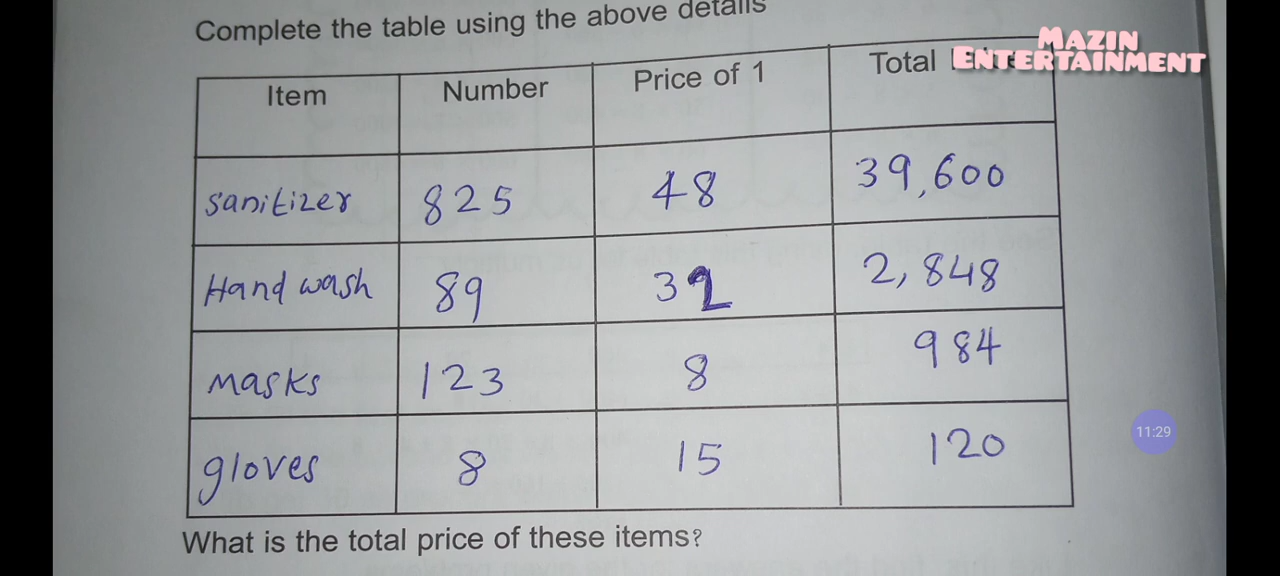 Complete the table using the above details
MAZIN
ENTERTAINMENT
Item Number Price of 1 Total
sanitizer 825 48 39,600
Hand wash 89 32 2,848
masks 123 8 984
gloves 8 15 120
11:29
What is the total price of these items?